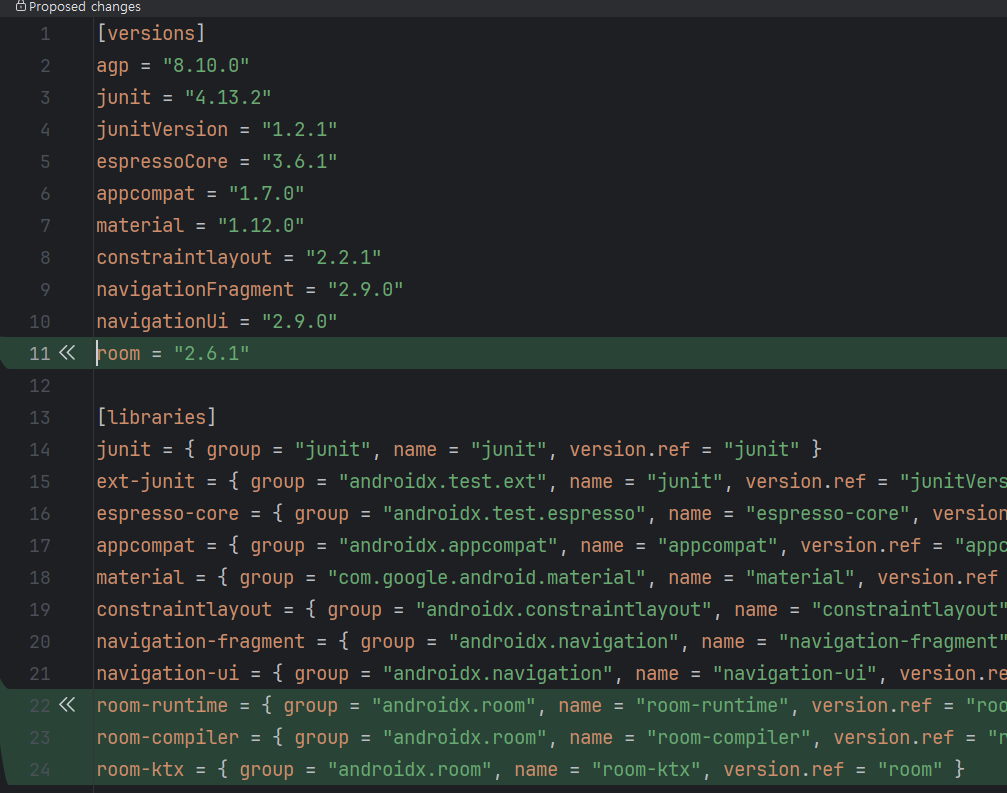 Proposed changes
1 [versions]
2 agp = "8.10.0"
3 junit = "4.13.2"
4 junitVersion = "1.2.1"
5 espressoCore = "3.6.1"
6 appcompat = "1.7.0"
7 material = "1.12.0"
8 constraintlayout = "2.2.1"
9 navigationFragment = "2.9.0"
10 navigationUi = "2.9.0"
11 room = "2.6.1"
12
13 [libraries]
14 junit = { group = "junit", name = "junit", version.ref = "junit" }
15 ext-junit = { group = "androidx.test.ext", name = "junit", version.ref = "junitVers
16 espresso-core = { group = "androidx.test.espresso", name = "espresso-core", version
17 appcompat = { group = "androidx.appcompat", name = "appcompat", version.ref = "appc
18 material = { group = "com.google.android.material", name = "material", version.ref
19 constraintlayout = { group = "androidx.constraintlayout", name = "constraintlayout"
20 navigation-fragment = { group = "androidx.navigation", name = "navigation-fragment"
21 navigation-ui = { group = "androidx.navigation", name = "navigation-ui", version.re
22 room-runtime = { group = "androidx.room", name = "room-runtime", version.ref = "roo
23 room-compiler = { group = "androidx.room", name = "room-compiler", version.ref = "r
24 room-ktx = { group = "androidx.room", name = "room-ktx", version.ref = "room" }